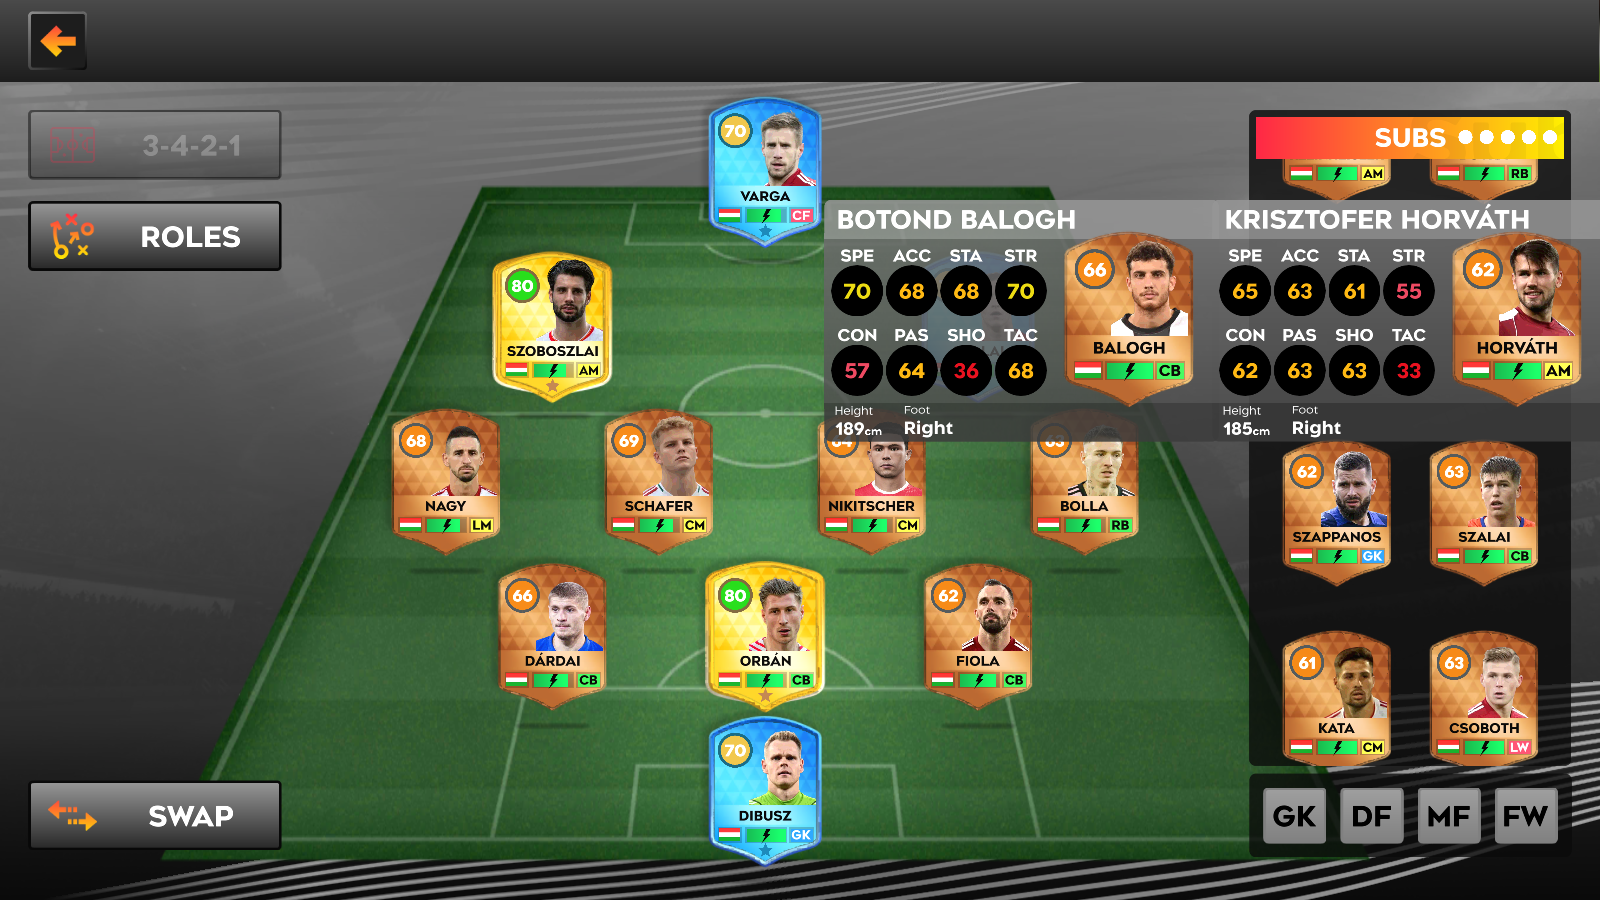 3-4-2-1
ROLES
SWAP
SUBS
AM
RB
70
VARGA
CF
80
SZOBOSZLAI
AM
BOTOND BALOGH
SPE ACC STA STR
70 68 68 70
CON PAS SHO TAC
57 64 36 68
Height Foot
189cm Right
66
BALOGH
CB
KRISZTOFER HORVÁTH
SPE ACC STA STR
65 63 61 55
CON PAS SHO TAC
62 63 63 33
Height Foot
185cm Right
62
HORVÁTH
AM
68
NAGY
LM
69
SCHAFER
CM
64
NIKITSCHER
CM
63
BOLLA
RB
66
DÁRDAI
CB
80
ORBÁN
CB
62
FIOLA
CB
70
DIBUSZ
GK
62
SZAPPANOS
GK
63
SZALAI
CB
61
KATA
CM
63
CSOBOTH
LW
GK DF MF FW